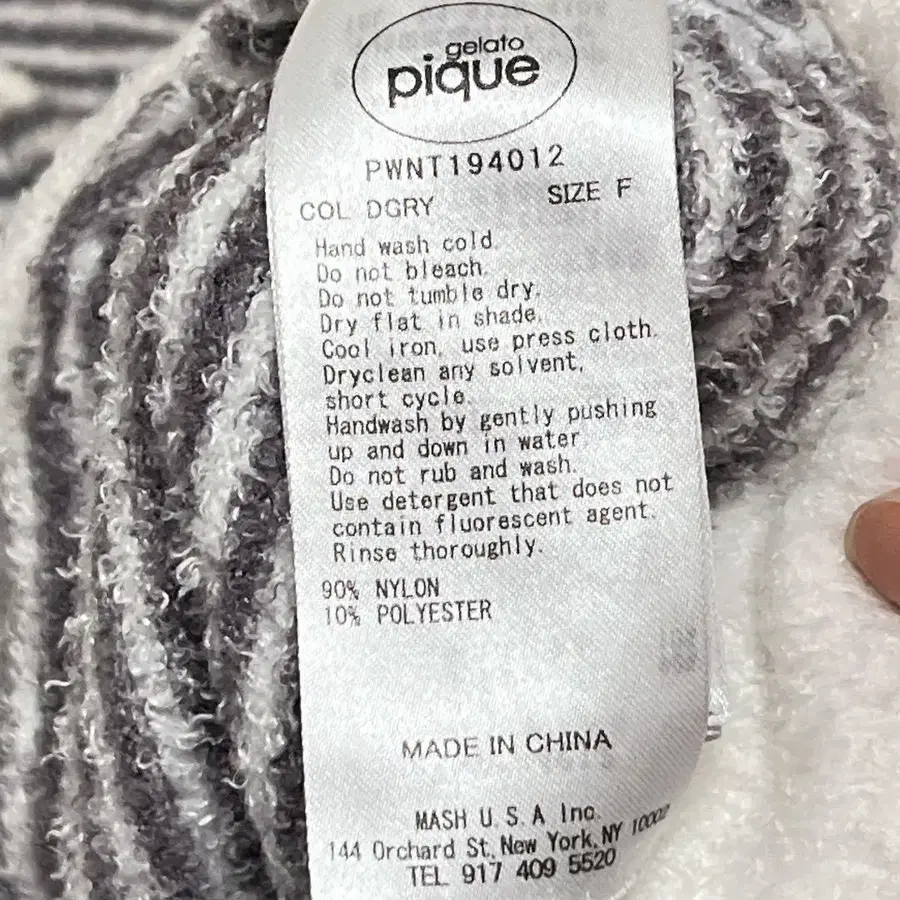 gelato
pique
PWNT194012
COL DGRY SIZE F
Hand wash cold.
Do not bleach.
Do not tumble dry.
Dry flat in shade.
Cool iron, use press cloth.
Dryclean any solvent,
short cycle.
Handwash by gently pushing
up and down in water
Do not rub and wash.
Use detergent that does not
contain fluorescent agent.
Rinse thoroughly.
90% NYLON
10% POLYESTER
MADE IN CHINA
MASH U.S.A Inc.
144 Orchard St, New York, NY 10002
TEL 917 409 5520